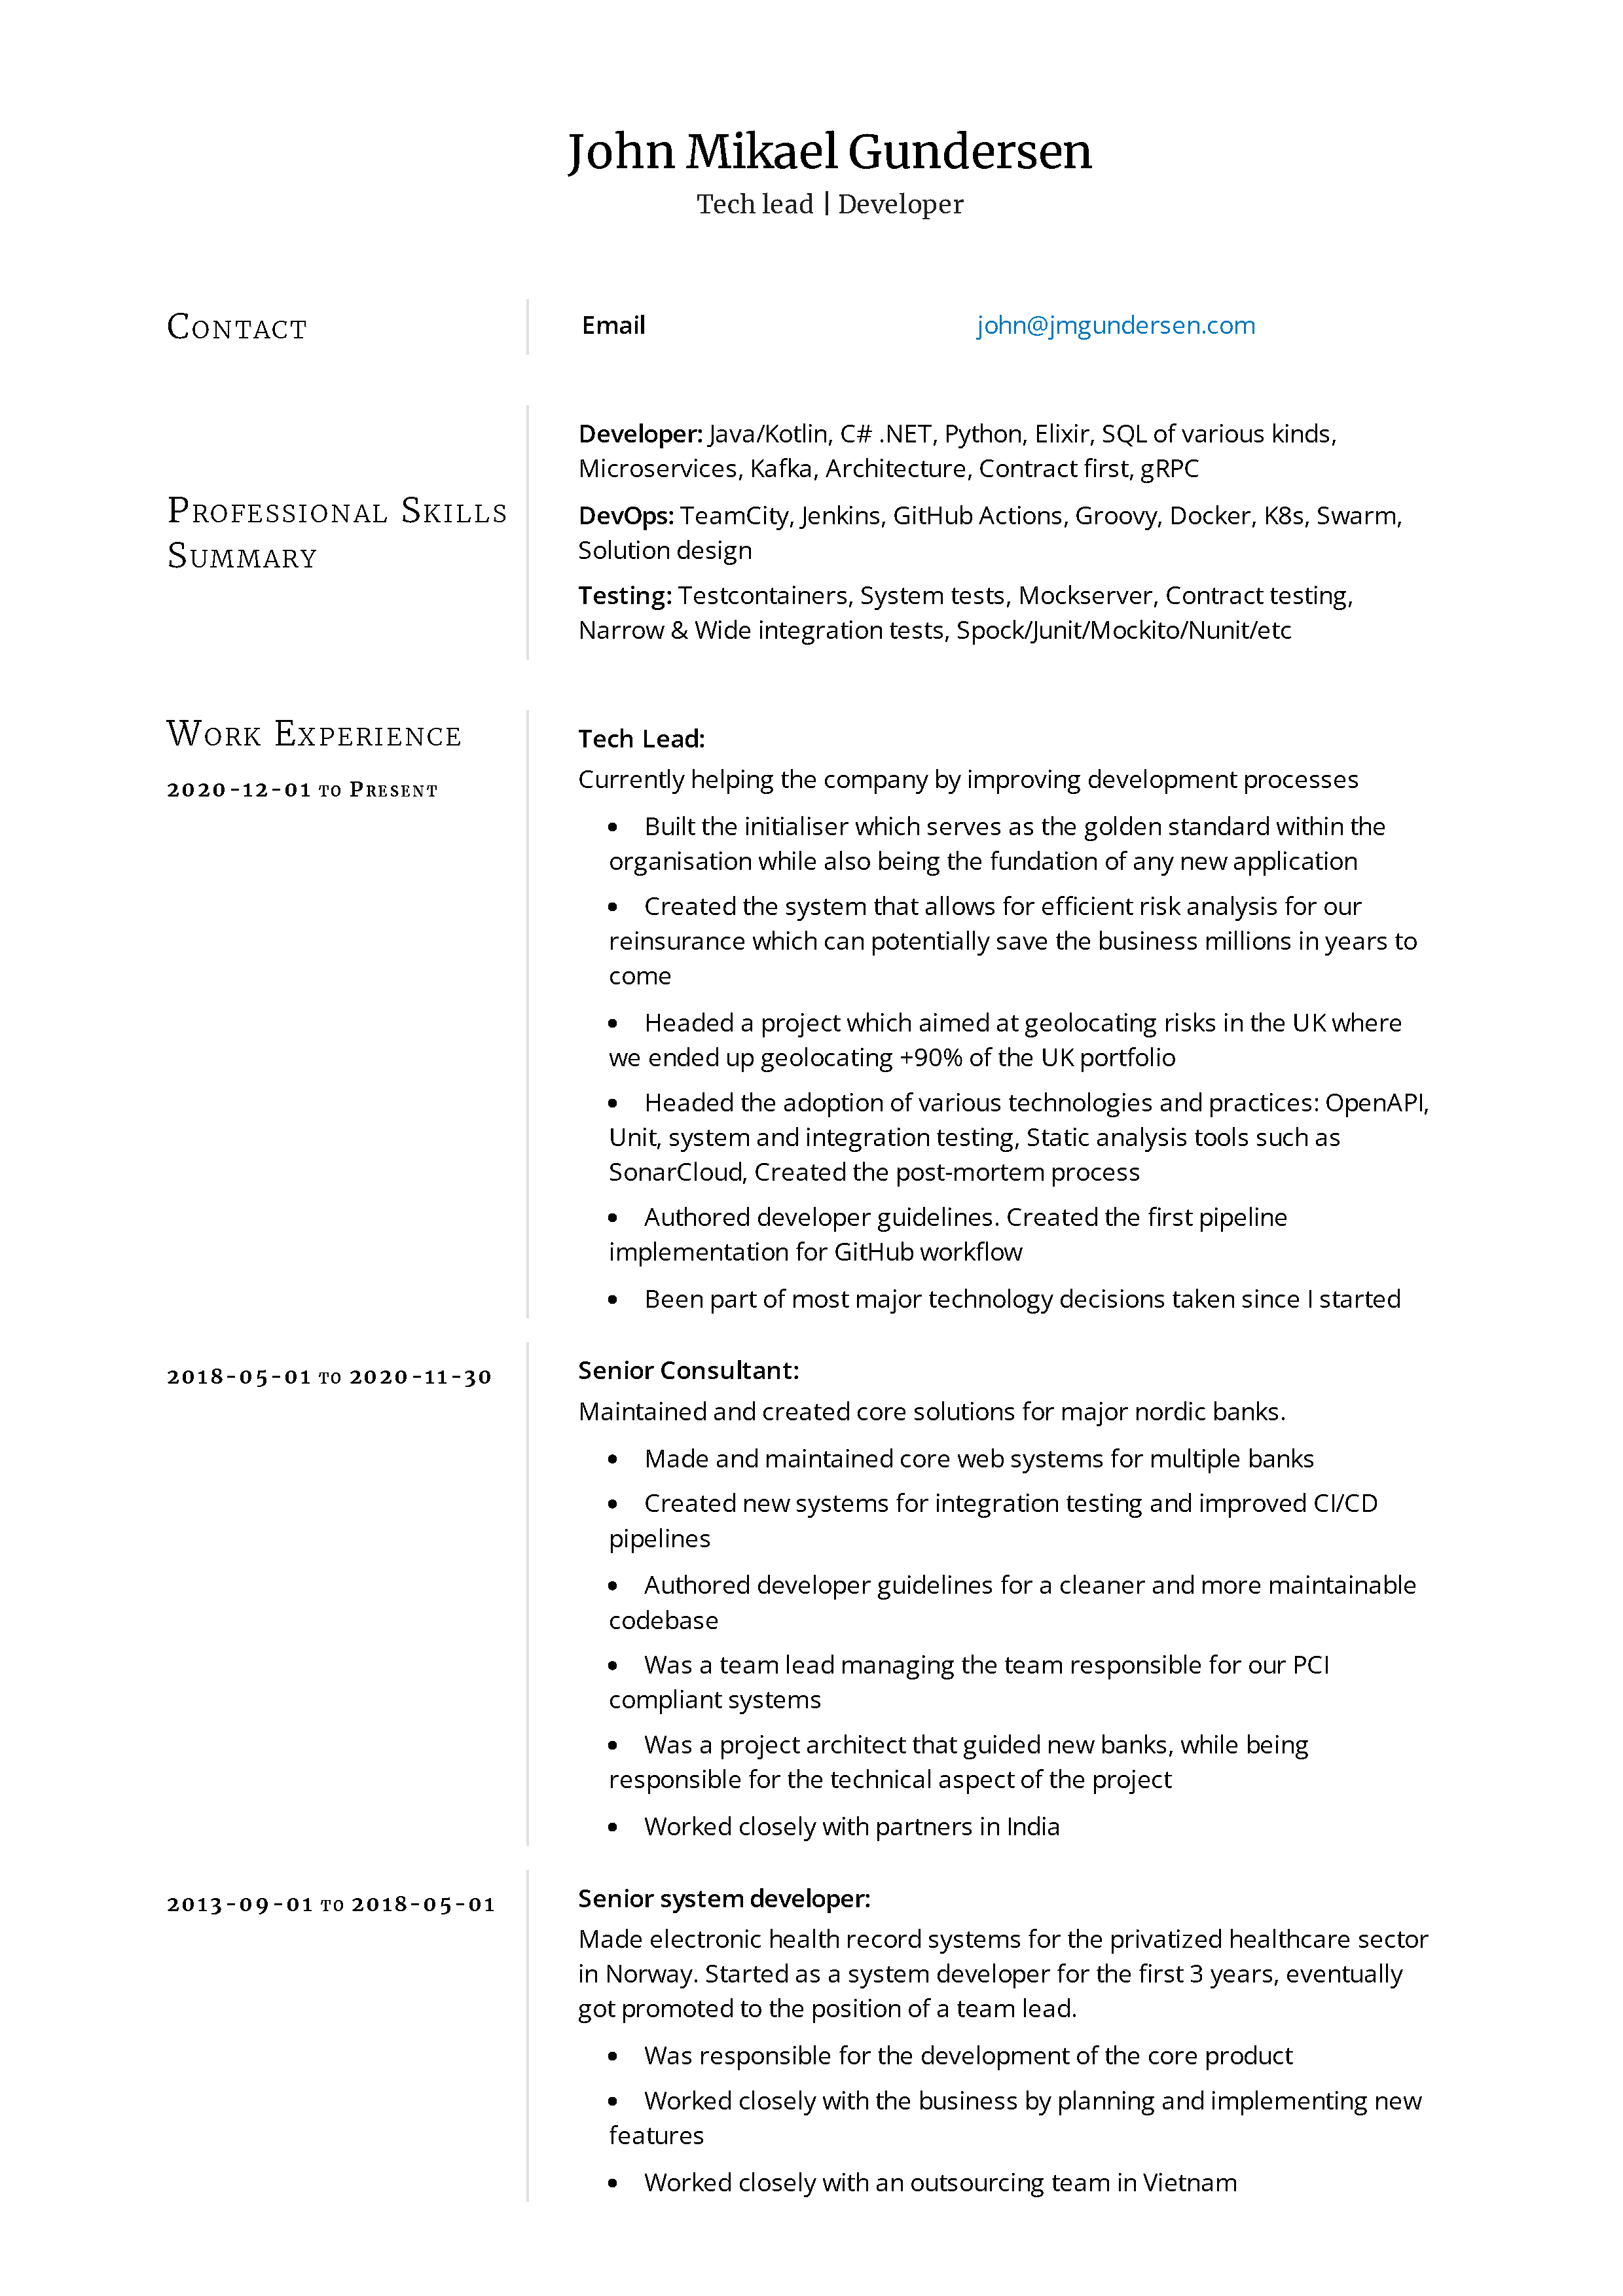 John Mikael Gundersen
Tech lead | Developer
Contact
Email
john@jmgundersen.com
Professional Skills
Summary
Developer: Java/Kotlin, C# .NET, Python, Elixir, SQL of various kinds,
Microservices, Kafka, Architecture, Contract first, gRPC
DevOps: TeamCity, Jenkins, GitHub Actions, Groovy, Docker, K8s, Swarm,
Solution design
Testing: Testcontainers, System tests, Mockserver, Contract testing,
Narrow & Wide integration tests, Spock/Junit/Mockito/Nunit/etc
Work Experience
2020-12-01 to Present
Tech Lead:
Currently helping the company by improving development processes
• Built the initialiser which serves as the golden standard within the
organisation while also being the fundation of any new application
• Created the system that allows for efficient risk analysis for our
reinsurance which can potentially save the business millions in years to
come
• Headed a project which aimed at geolocating risks in the UK where
we ended up geolocating +90% of the UK portfolio
• Headed the adoption of various technologies and practices: OpenAPI,
Unit, system and integration testing, Static analysis tools such as
SonarCloud, Created the post-mortem process
• Authored developer guidelines. Created the first pipeline
implementation for GitHub workflow
• Been part of most major technology decisions taken since I started
2018-05-01 to 2020-11-30
Senior Consultant:
Maintained and created core solutions for major nordic banks.
• Made and maintained core web systems for multiple banks
• Created new systems for integration testing and improved CI/CD
pipelines
• Authored developer guidelines for a cleaner and more maintainable
codebase
• Was a team lead managing the team responsible for our PCI
compliant systems
• Was a project architect that guided new banks, while being
responsible for the technical aspect of the project
• Worked closely with partners in India
2013-09-01 to 2018-05-01
Senior system developer:
Made electronic health record systems for the privatized healthcare sector
in Norway. Started as a system developer for the first 3 years, eventually
got promoted to the position of a team lead.
• Was responsible for the development of the core product
• Worked closely with the business by planning and implementing new
features
• Worked closely with an outsourcing team in Vietnam